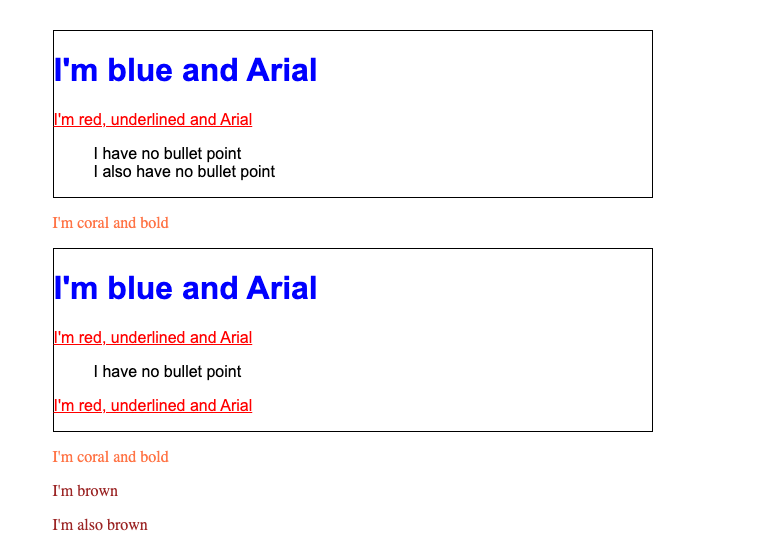 I'm blue and Arial
I'm red, underlined and Arial
I have no bullet point
I also have no bullet point
I'm coral and bold
I'm blue and Arial
I'm red, underlined and Arial
I have no bullet point
I'm red, underlined and Arial
I'm coral and bold
I'm brown
I'm also brown